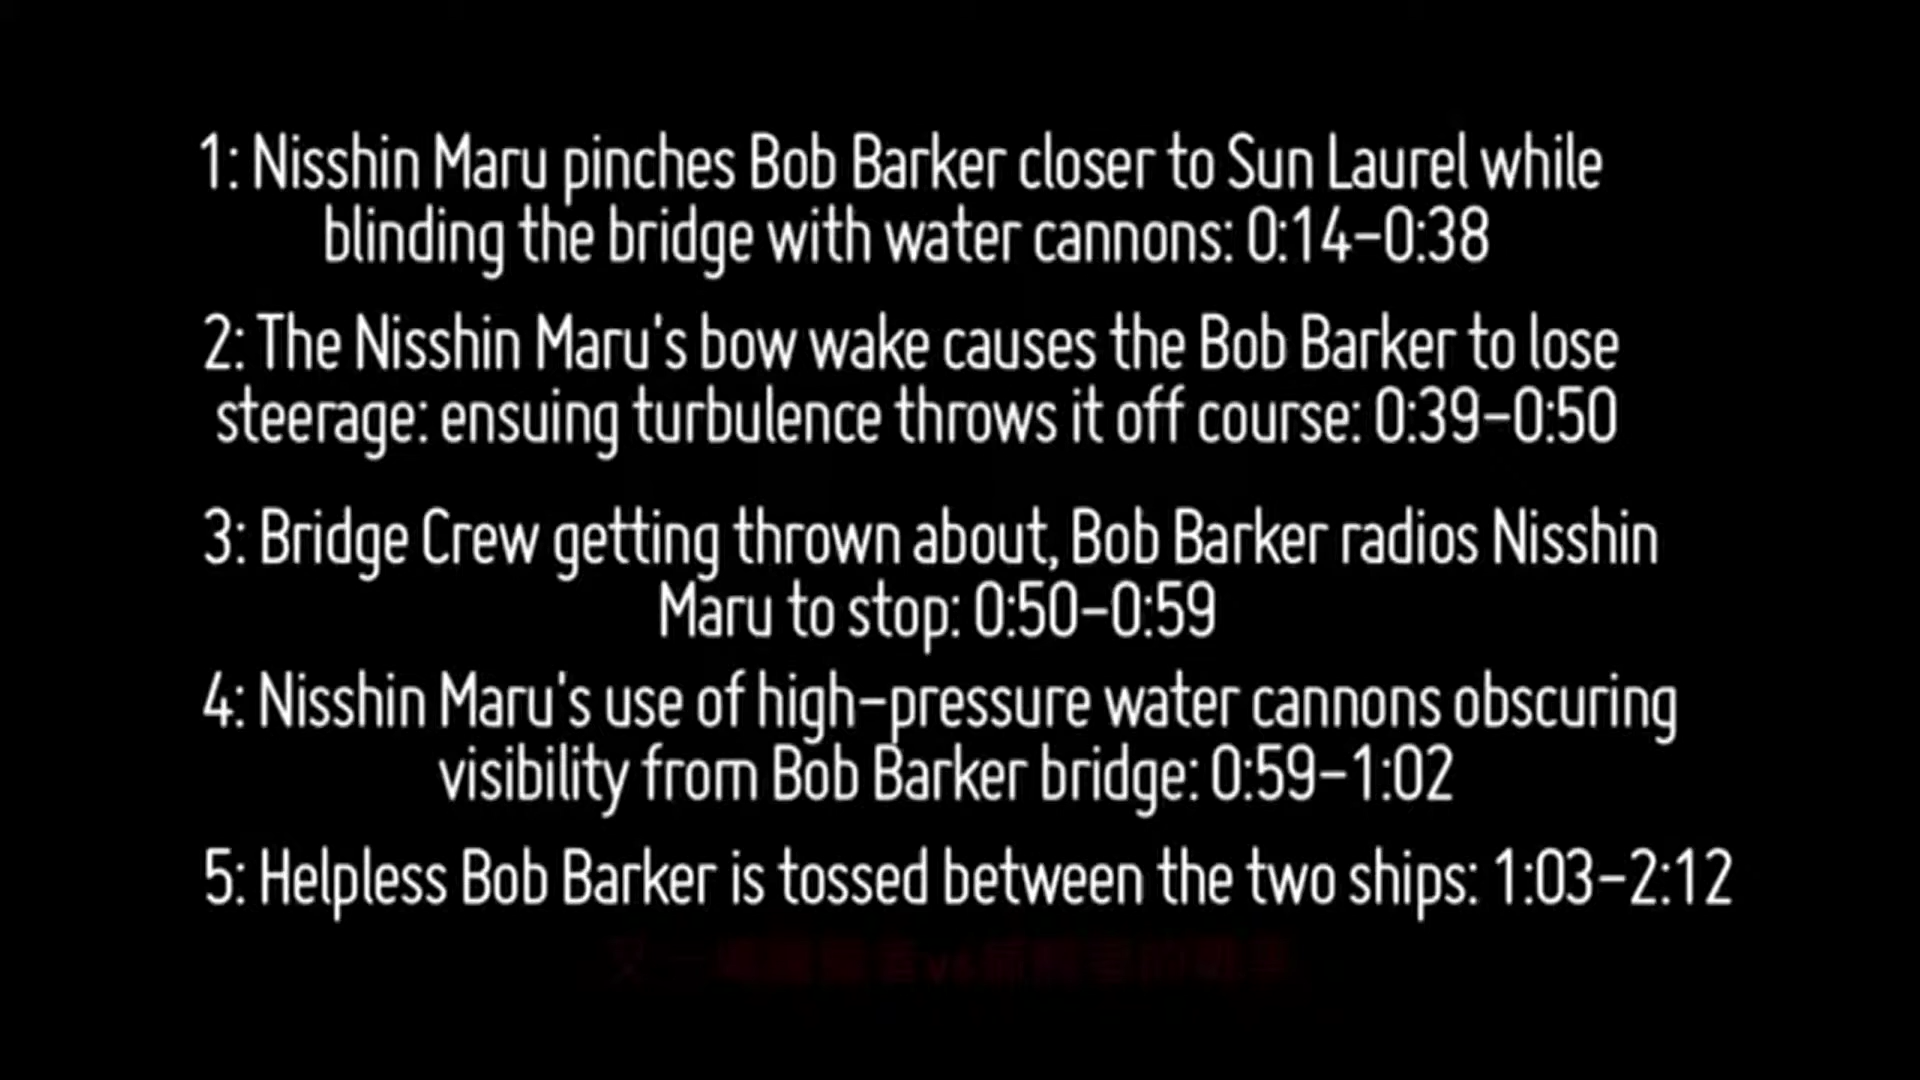 1: Nisshin Maru pinches Bob Barker closer to Sun Laurel while
blinding the bridge with water cannons: 0:14-0:38
2: The Nisshin Maru's bow wake causes the Bob Barker to lose
steerage: ensuing turbulence throws it off course: 0:39-0:50
3: Bridge Crew getting thrown about, Bob Barker radios Nisshin
Maru to stop: 0:50-0:59
4: Nisshin Maru's use of high-pressure water cannons obscuring
visibility from Bob Barker bridge: 0:59-1:02
5: Helpless Bob Barker is tossed between the two ships: 1:03-2:12